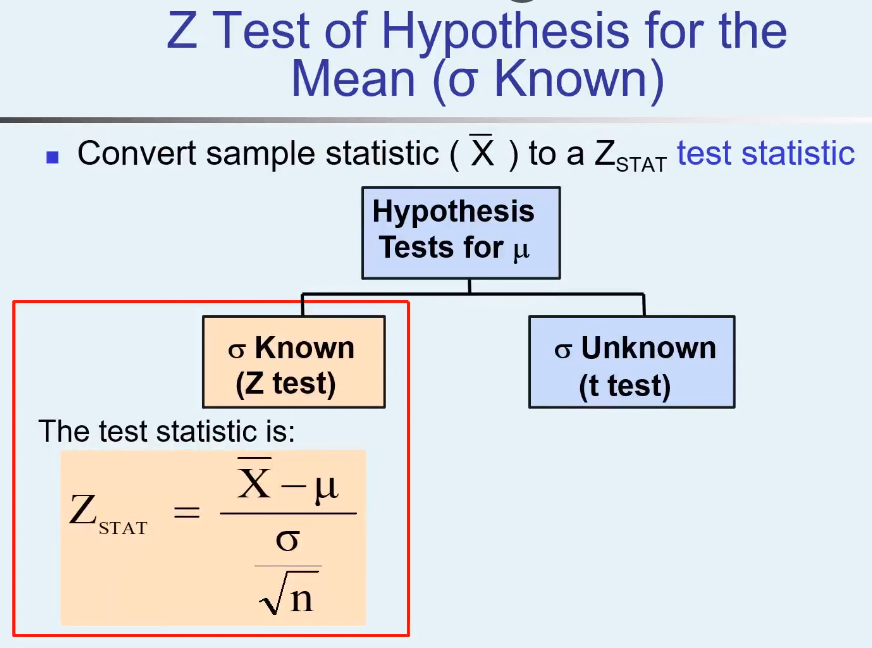 Z Test of Hypothesis for the
Mean (σ Known)
▪ Convert sample statistic ( X̅ ) to a Z_STAT test statistic
Hypothesis
Tests for μ
σ Known
(Z test)
σ Unknown
(t test)
The test statistic is:
Z_STAT = (X̅ − μ) / (σ / √n)